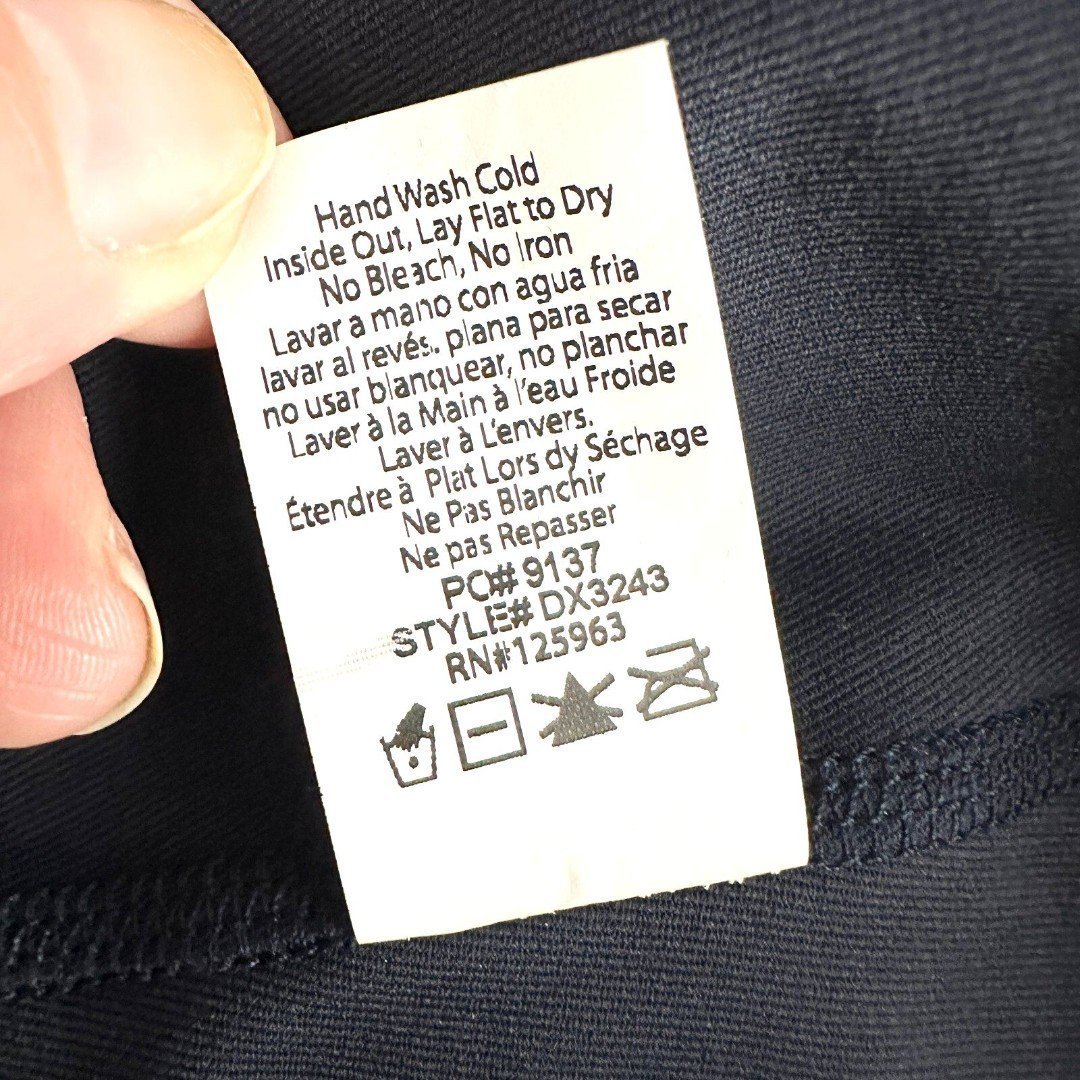 Hand Wash Cold
Inside Out, Lay Flat to Dry
No Bleach, No Iron
Lavar a mano con agua fria
lavar al revés. plana para secar
no usar blanquear, no planchar
Laver à la Main à l'eau Froide
Laver à L'envers.
Étendre à Plat Lors dy Séchage
Ne Pas Blanchir
Ne pas Repasser
PO# 9137
STYLE# DX3243
RN#125963